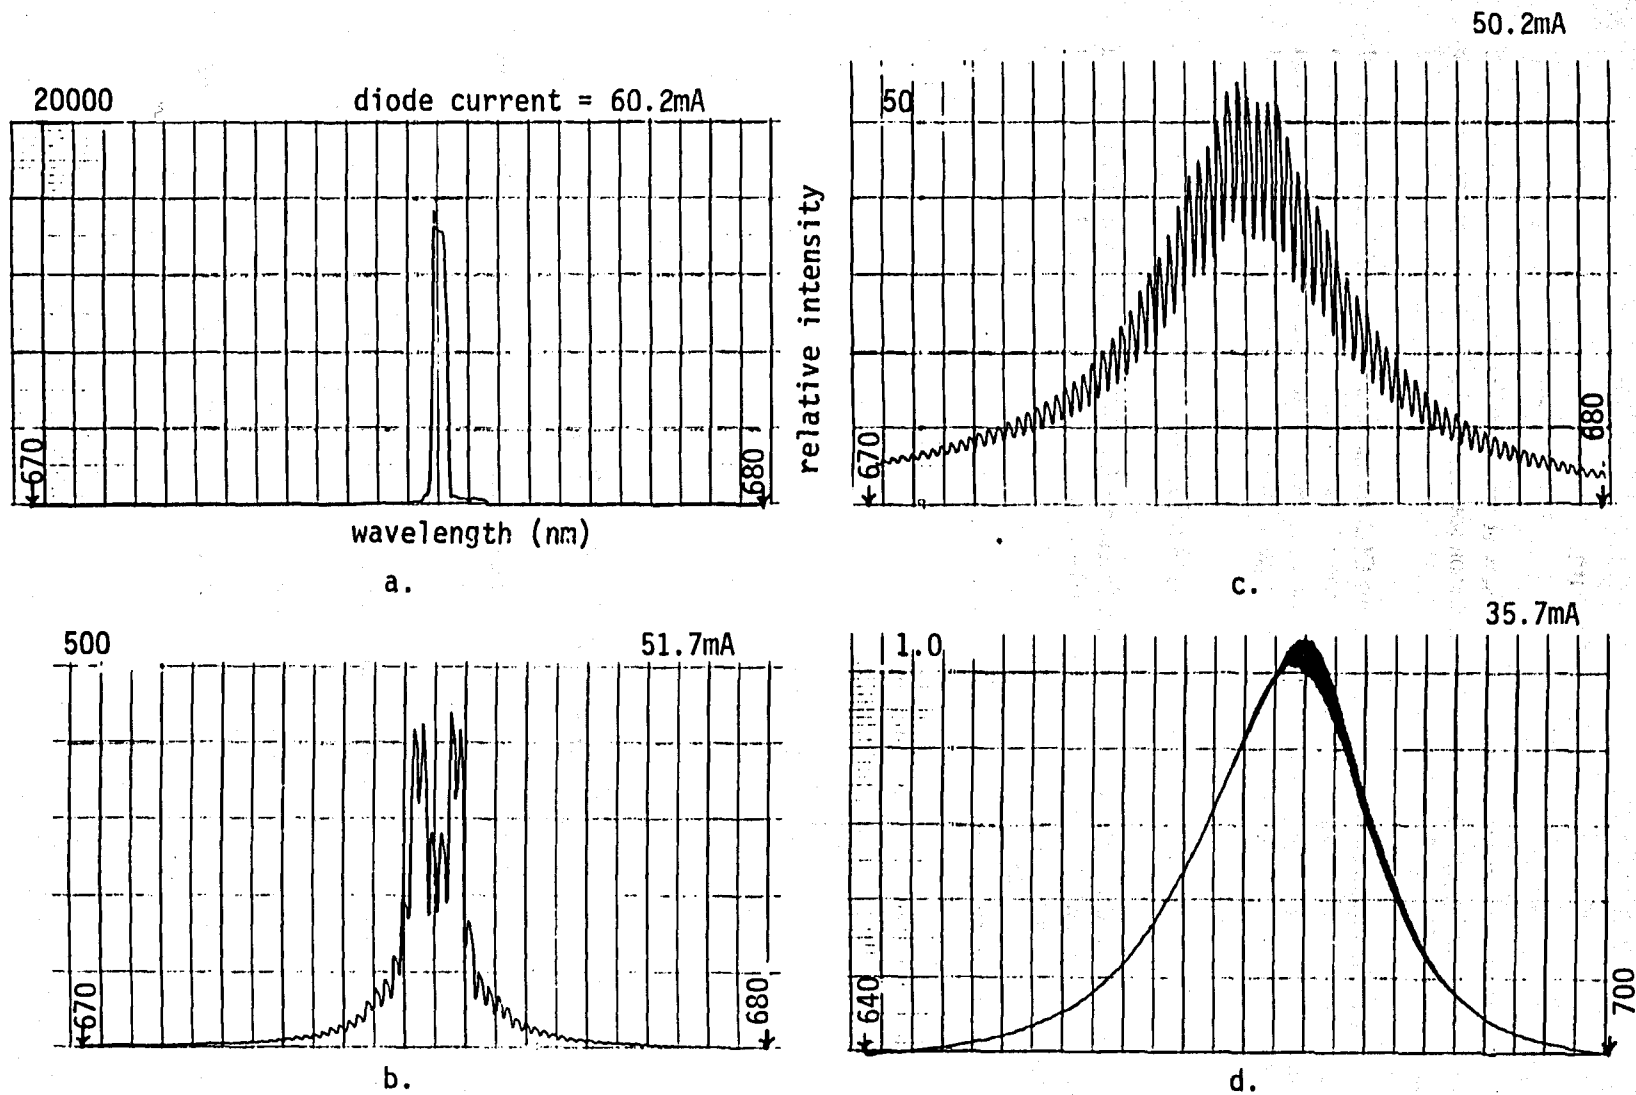 20000
diode current = 60.2mA
670
680
wavelength (nm)
a.
50.2mA
50
relative intensity
670
680
c.
500
51.7mA
670
680
b.
35.7mA
1.0
640
700
d.